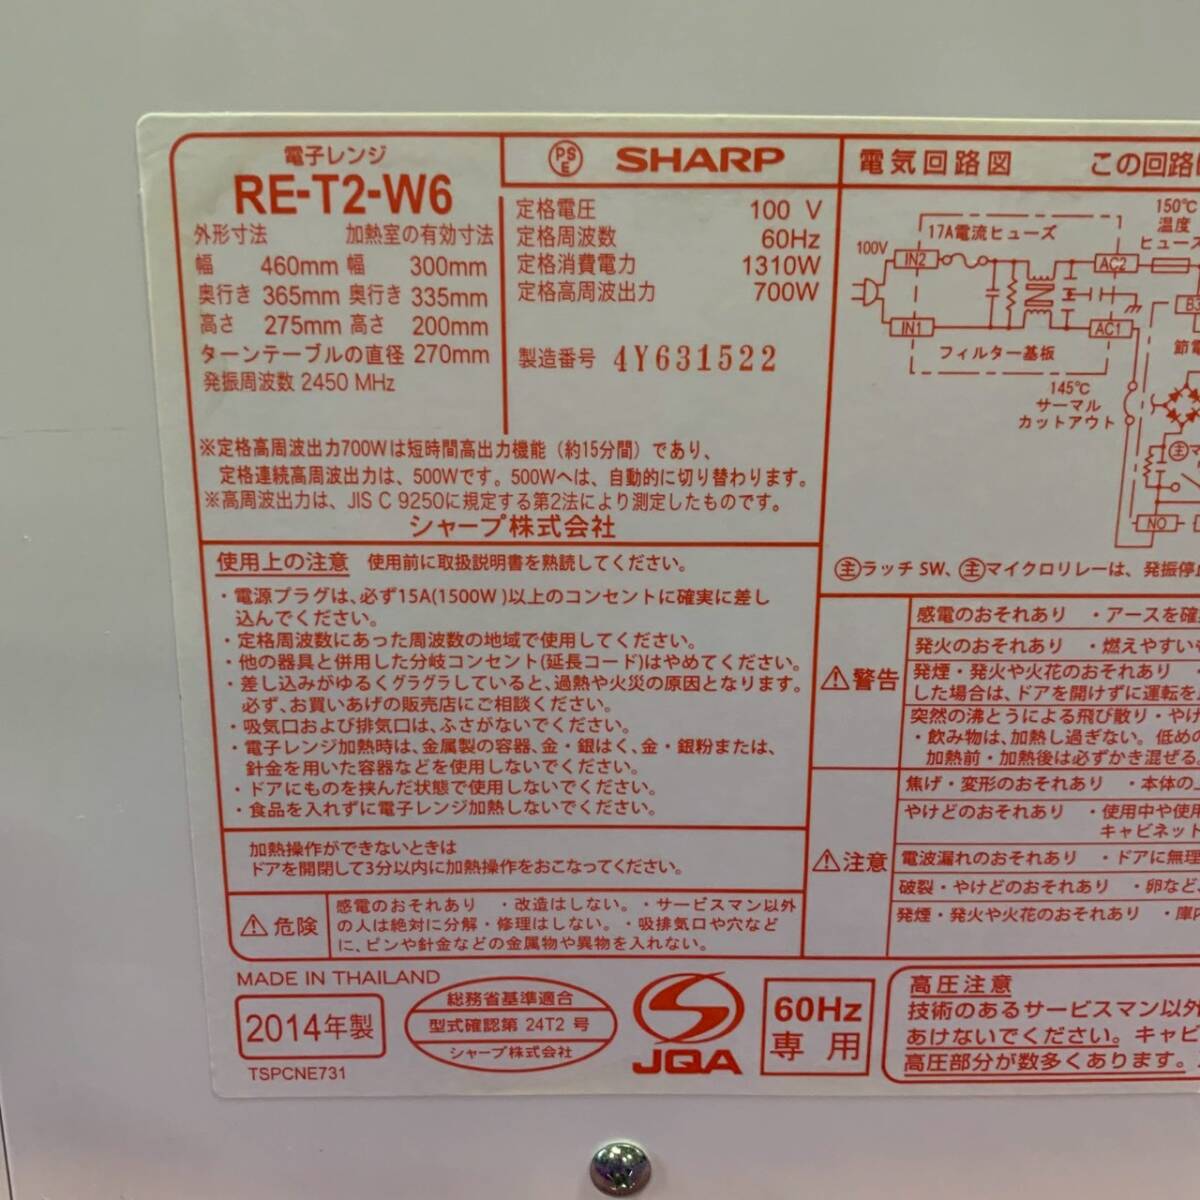 電子レンジ
RE-T2-W6
外形寸法 加熱室の有効寸法
幅 460mm 幅 300mm
奥行き 365mm 奥行き 335mm
高さ 275mm 高さ 200mm
ターンテーブルの直径 270mm
発振周波数 2450 MHz
PSE SHARP
定格電圧 100 V
定格周波数 60Hz
定格消費電力 1310W
定格高周波出力 700W
製造番号 4Y631522
※定格高周波出力700Wは短時間高出力機能（約15分間）であり、
定格連続高周波出力は、500Wです。500Wへは、自動的に切り替わります。
※高周波出力は、JIS C 9250に規定する第2法により測定したものです。
シャープ株式会社
電気回路図 この回路
100V
IN2
17A電流ヒューズ
AC2
150℃
温度
ヒューズ
IN1
AC1
フィルター基板
145℃
サーマル
カットアウト
節電
NO
主ラッチSW、主マイクロリレーは、発振停止
使用上の注意 使用前に取扱説明書を熟読してください。
・電源プラグは、必ず15A(1500W)以上のコンセントに確実に差し
込んでください。
・定格周波数にあった周波数の地域で使用してください。
・他の器具と併用した分岐コンセント(延長コード)はやめてください。
・差し込みがゆるくグラグラしていると、過熱や火災の原因となります。
必ず、お買いあげの販売店にご相談ください。
・吸気口および排気口は、ふさがないでください。
・電子レンジ加熱時は、金属製の容器、金・銀はく、金・銀粉または、
針金を用いた容器などを使用しないでください。
・ドアにものを挟んだ状態で使用しないでください。
・食品を入れずに電子レンジ加熱しないでください。
加熱操作ができないときは
ドアを開閉して3分以内に加熱操作をおこなってください。
⚠危険
感電のおそれあり ・改造はしない。・サービスマン以外
の人は絶対に分解・修理はしない。・吸排気口や穴などに
、ピンや針金などの金属物や異物を入れない。
⚠警告
感電のおそれあり ・アースを確
発火のおそれあり ・燃えやすい
発煙・発火や火花のおそれあり
した場合は、ドアを開けずに運転を
突然の沸とうによる飛び散り・やけ
・飲み物は、加熱し過ぎない。低めの
加熱前・加熱後は必ずかき混ぜる。
⚠注意
焦げ・変形のおそれあり ・本体の
やけどのおそれあり ・使用中や使用
キャビネット
電波漏れのおそれあり ・ドアに無理
破裂・やけどのおそれあり ・卵など
発煙・発火や火花のおそれあり ・庫内
MADE IN THAILAND
2014年製
TSPCNE731
総務省基準適合
型式確認第 24T2 号
シャープ株式会社
JQA
60Hz
専用
高圧注意
技術のあるサービスマン以外
あけないでください。キャビ
高圧部分が数多くあります。